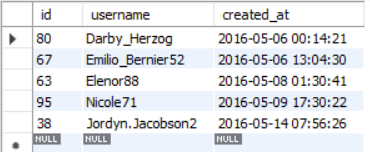 id username created_at
80 Darby_Herzog 2016-05-06 00:14:21
67 Emilio_Bernier52 2016-05-06 13:04:30
63 Elenor88 2016-05-08 01:30:41
95 Nicole71 2016-05-09 17:30:22
38 Jordyn.Jacobson2 2016-05-14 07:56:26
NULL NULL NULL